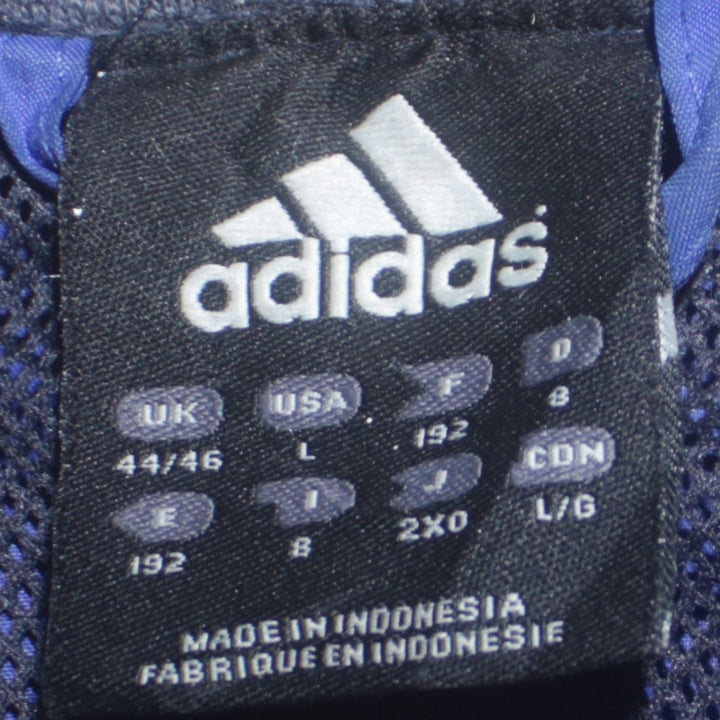 adidas
UK USA F D
44/46 L 192 8
E I J CDN
192 8 2XO L/G
MADE IN INDONESIA
FABRIQUE EN INDONESIE